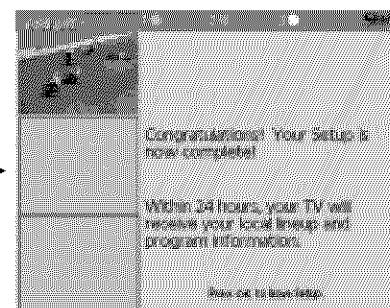 Congratulations! Your Setup is
now complete!
Within 24 hours, your TV will
receive your local lineup and
program information.